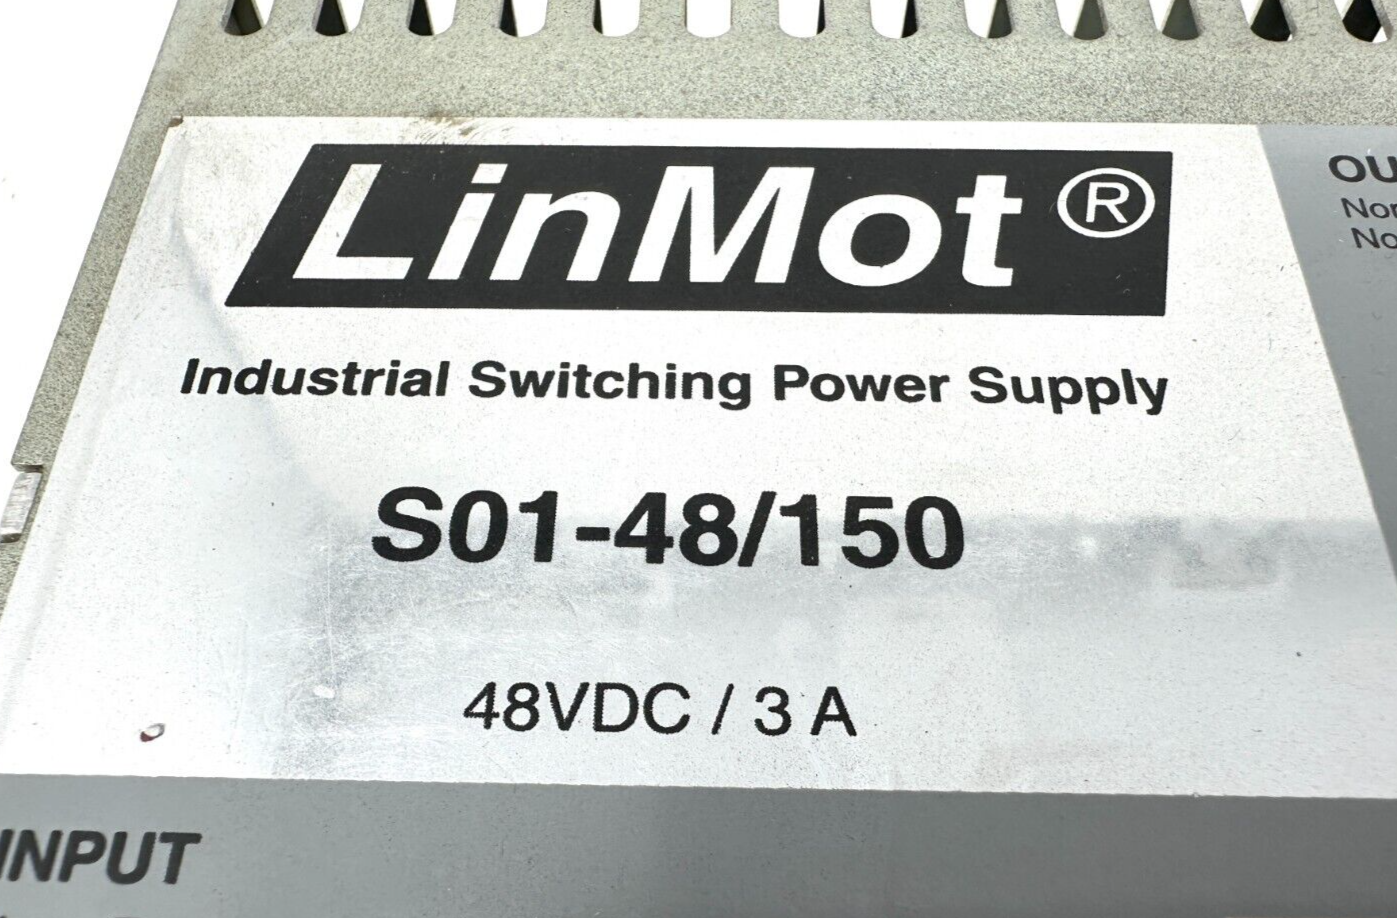 LinMot®
Industrial Switching Power Supply
S01-48/150
48VDC / 3 A
INPUT